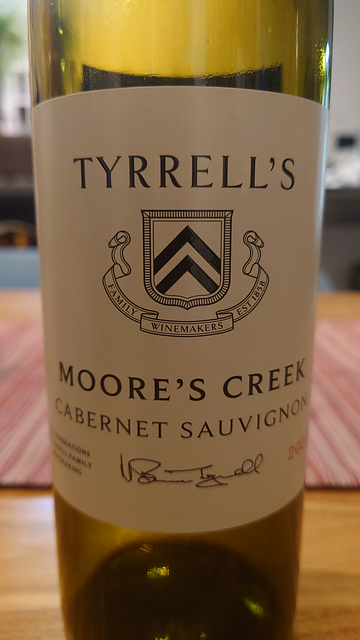 TYRRELL'S
FAMILY WINEMAKERS EST 1858
MOORE'S CREEK
CABERNET SAUVIGNON